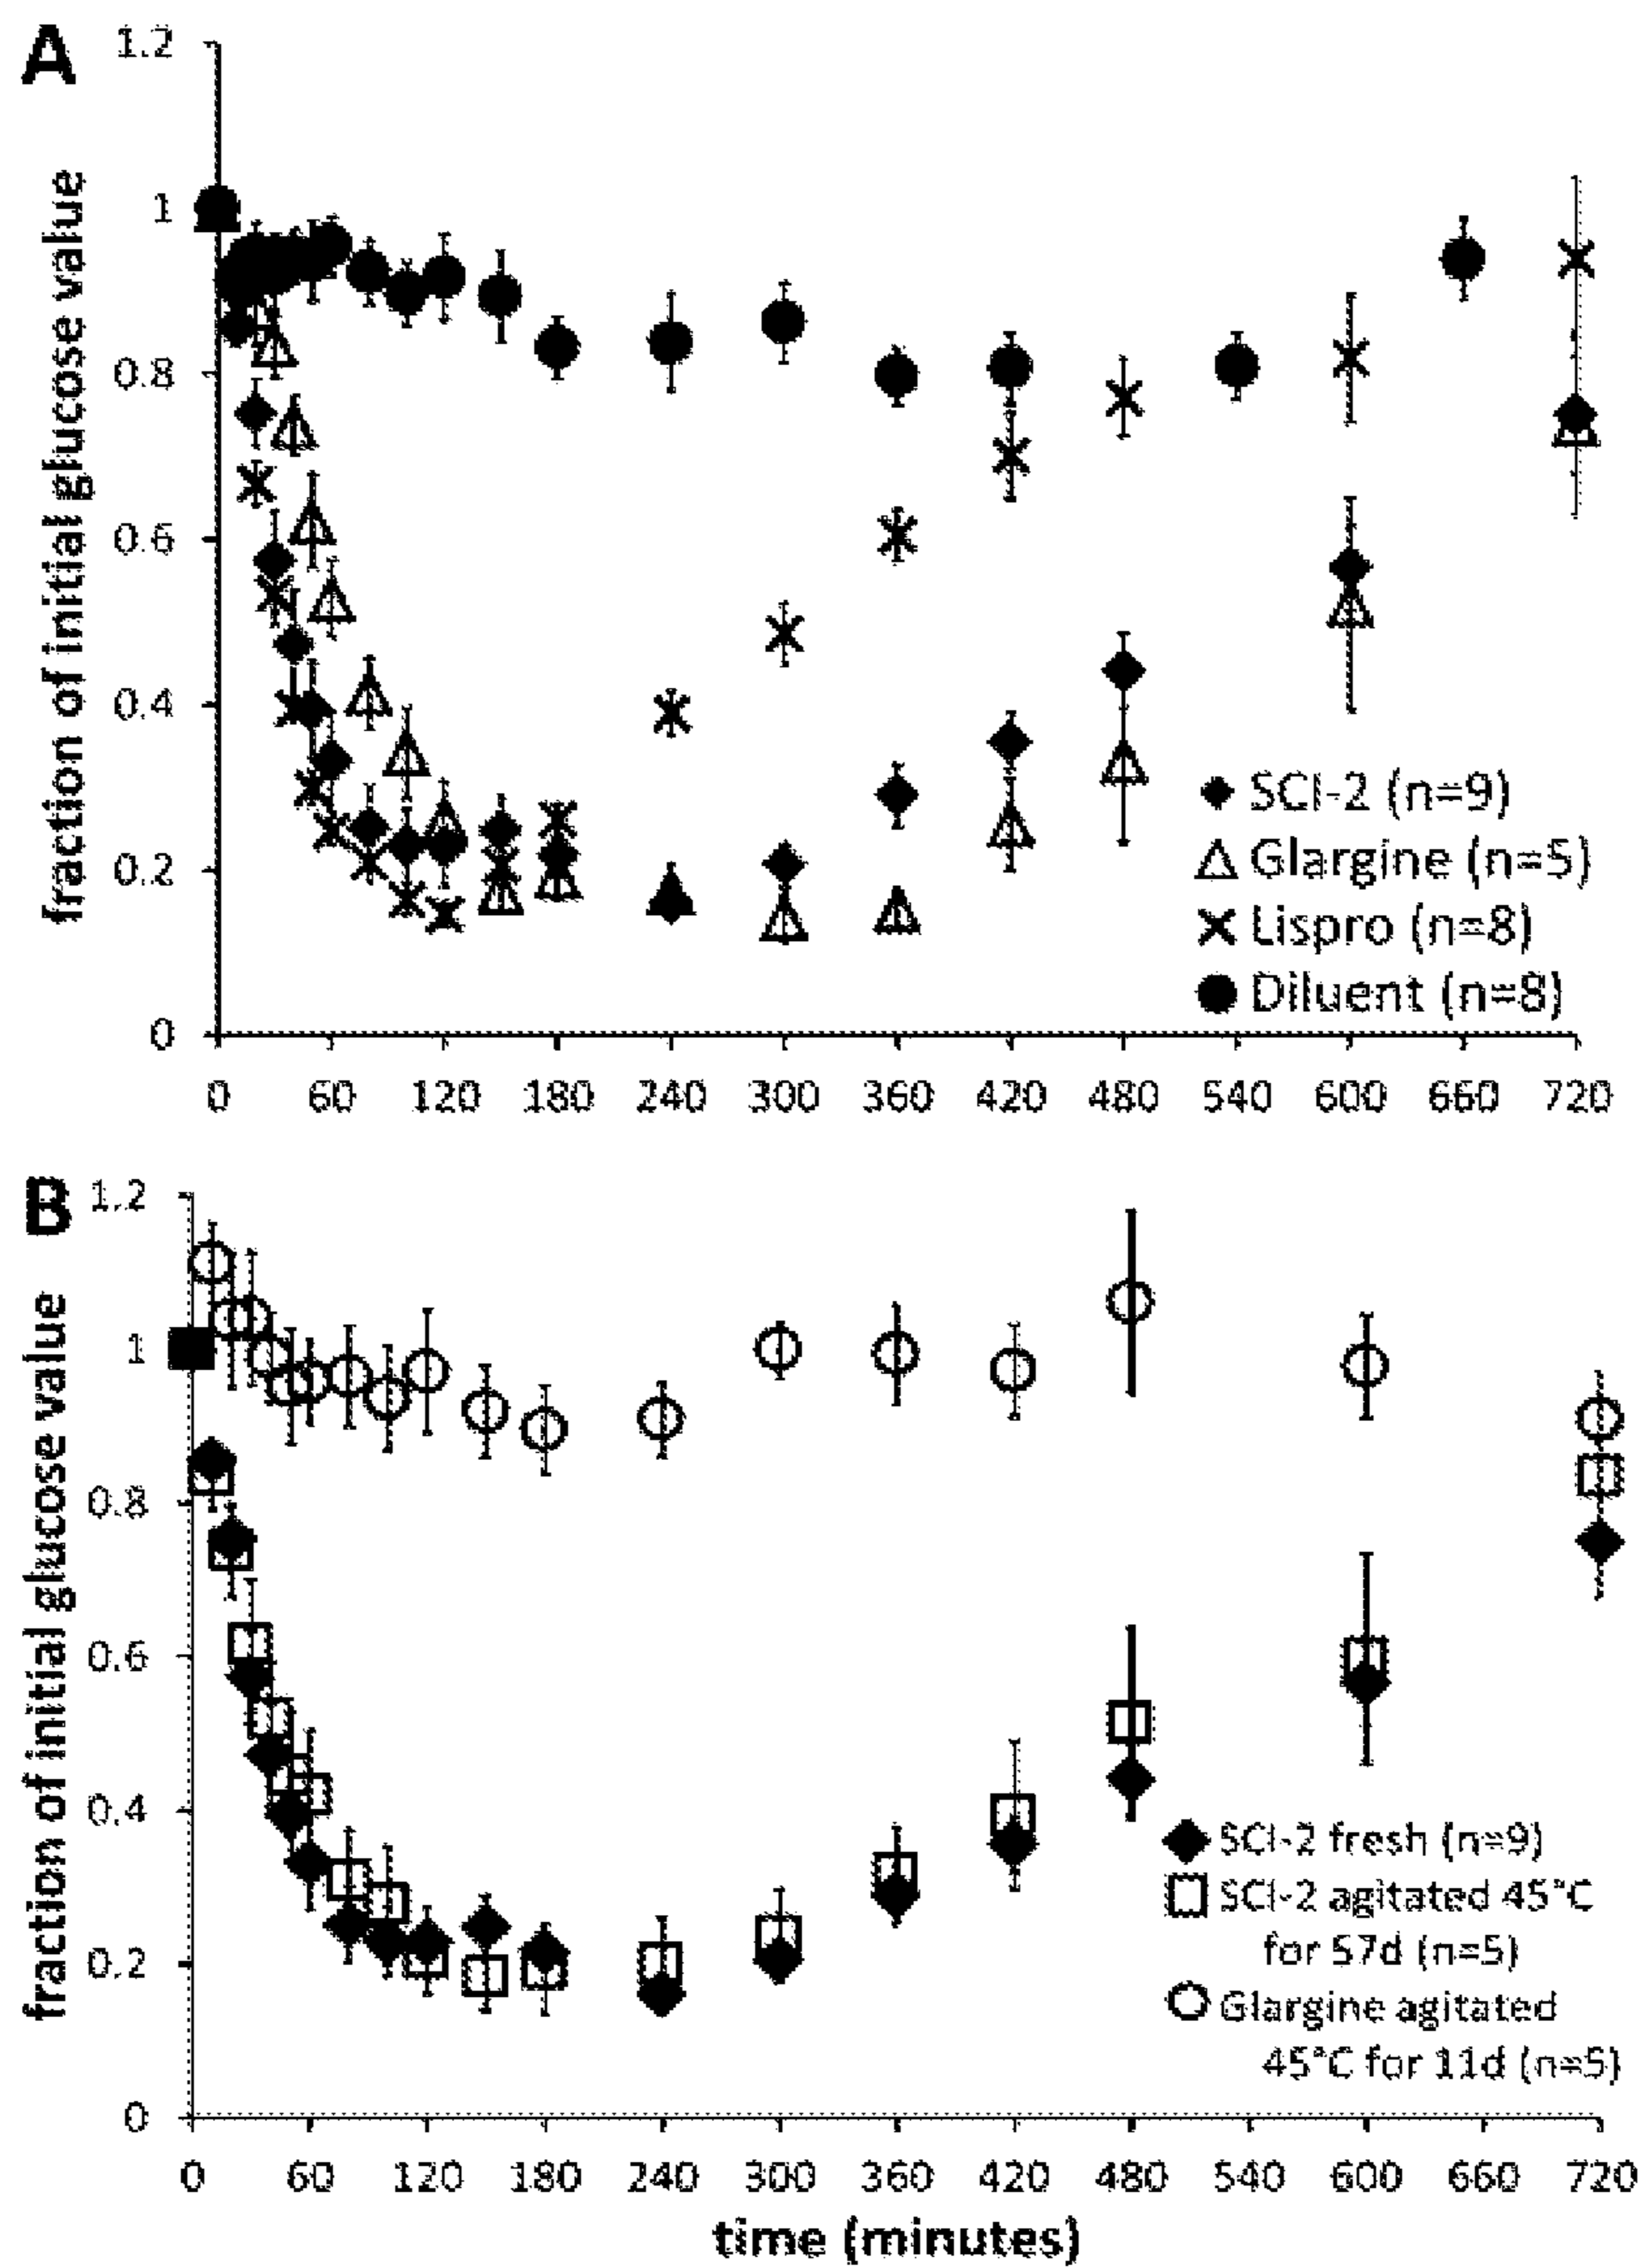 A
1.2
1
0.8
0.6
0.4
0.2
0
fraction of initial glucose value
SCI-2 (n=9)
Glargine (n=5)
Lispro (n=8)
Diluent (n=8)
0 60 120 180 240 300 360 420 480 540 600 660 720
B
1.2
1
0.8
0.6
0.4
0.2
0
fraction of initial glucose value
SCI-2 fresh (n=9)
SCI-2 agitated 45°C
for 57d (n=5)
Glargine agitated
45°C for 11d (n=5)
0 60 120 180 240 300 360 420 480 540 600 660 720
time (minutes)